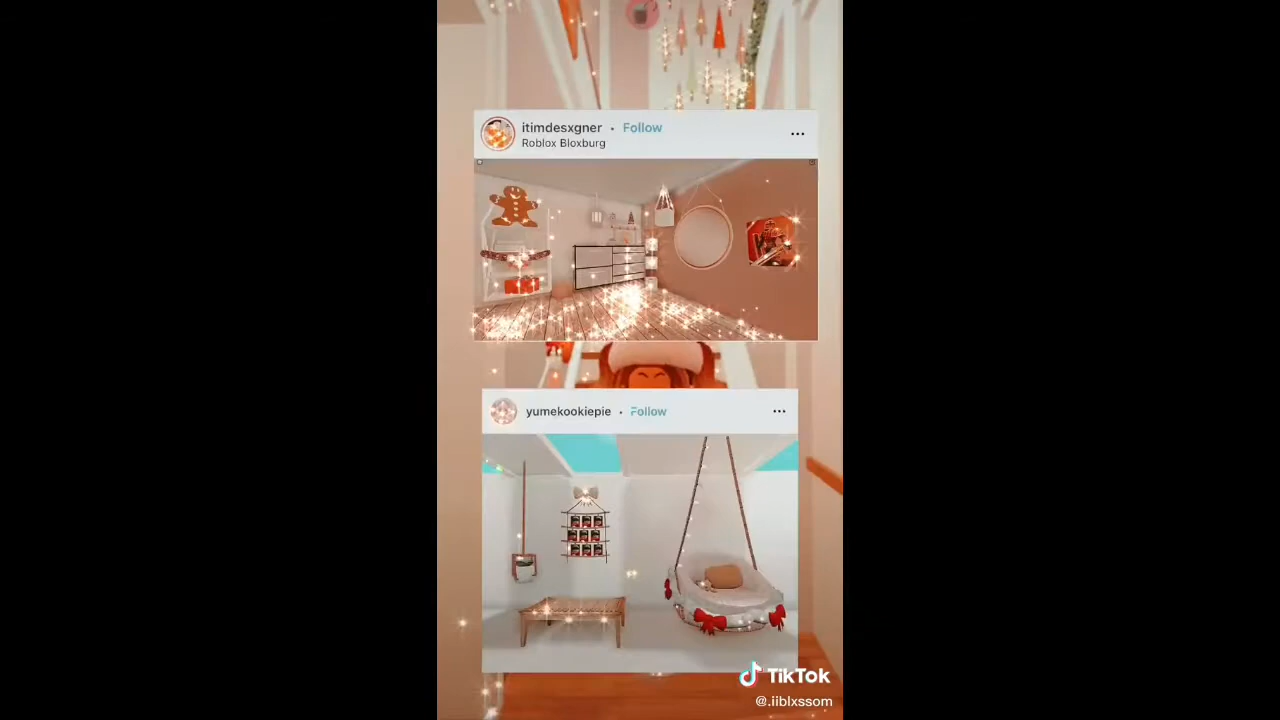 itimdesxgner • Follow
Roblox Bloxburg
yumekookiepie • Follow
TikTok
@.iiblxssom